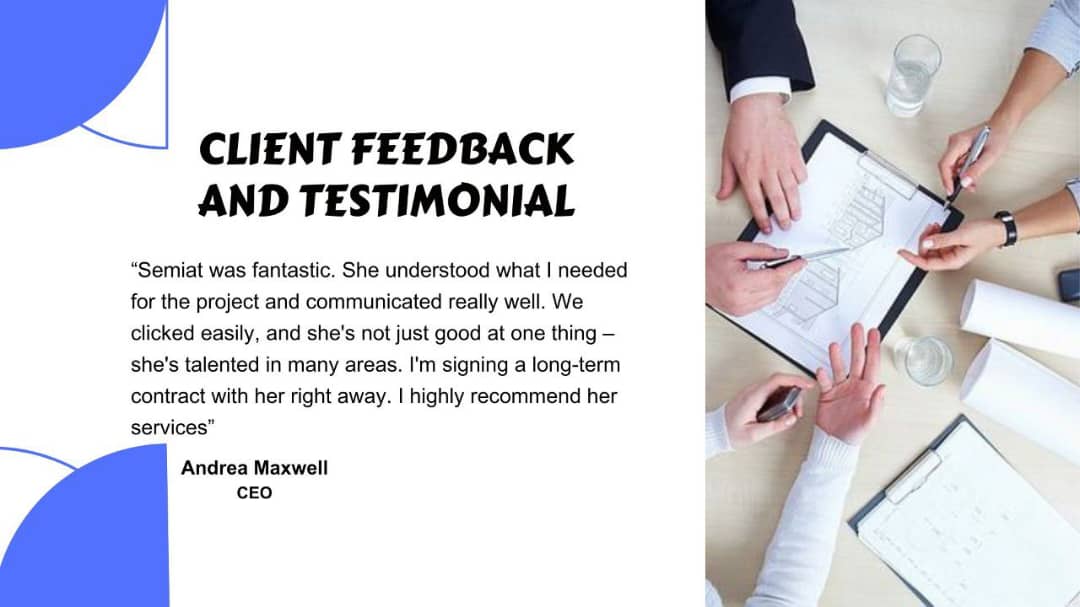 CLIENT FEEDBACK
AND TESTIMONIAL
“Semiat was fantastic. She understood what I needed
for the project and communicated really well. We
clicked easily, and she's not just good at one thing –
she's talented in many areas. I'm signing a long-term
contract with her right away. I highly recommend her
services”
Andrea Maxwell
CEO